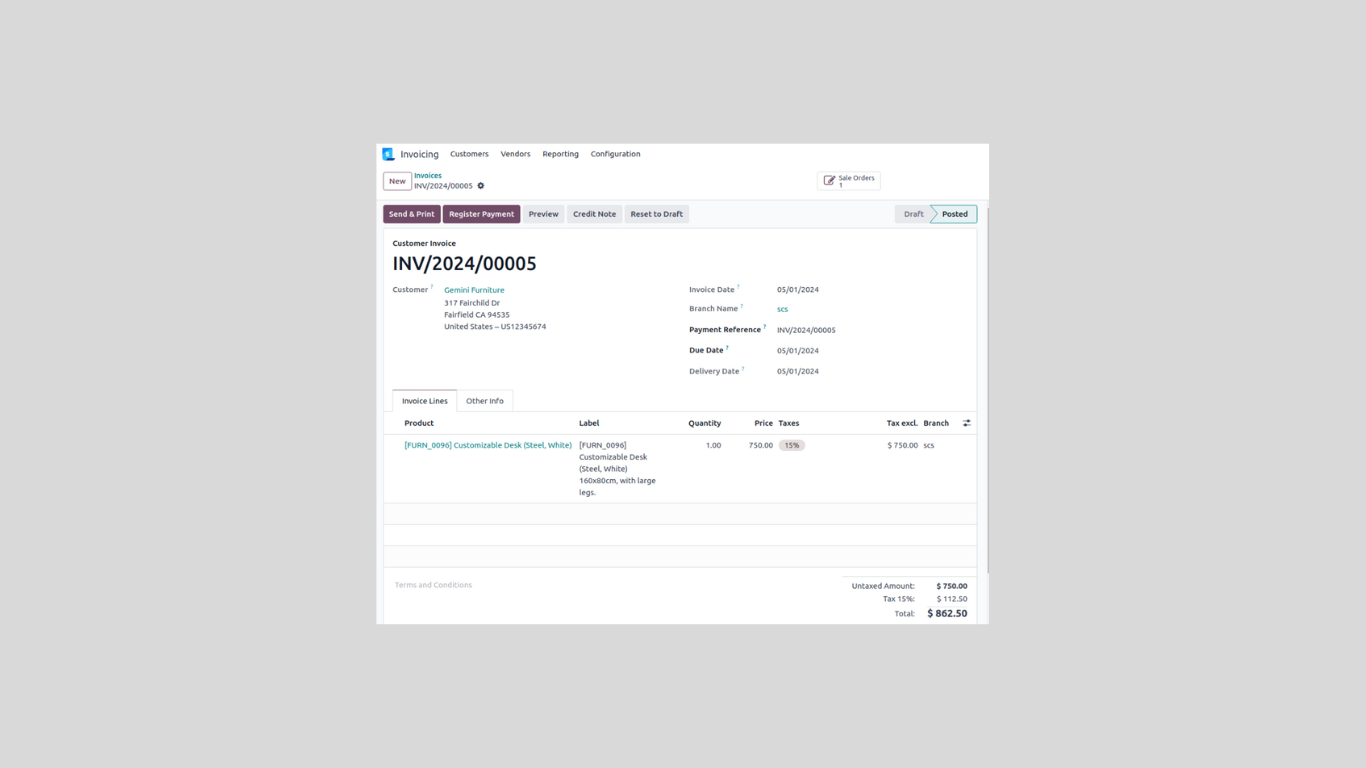 Invoicing Customers Vendors Reporting Configuration
New
Invoices
INV/2024/00005
Sale Orders
1
Send & Print Register Payment Preview Credit Note Reset to Draft Draft Posted
Customer Invoice
INV/2024/00005
Customer ? Gemini Furniture
317 Fairchild Dr
Fairfield CA 94535
United States – US12345674
Invoice Date ? 05/01/2024
Branch Name ? scs
Payment Reference ? INV/2024/00005
Due Date ? 05/01/2024
Delivery Date ? 05/01/2024
Invoice Lines Other Info
Product Label Quantity Price Taxes Tax excl. Branch
[FURN_0096] Customizable Desk (Steel, White) [FURN_0096] 1.00 750.00 15% $ 750.00 scs
Customizable Desk
(Steel, White)
160x80cm, with large
legs.
Terms and Conditions
Untaxed Amount: $ 750.00
Tax 15%: $ 112.50
Total: $ 862.50